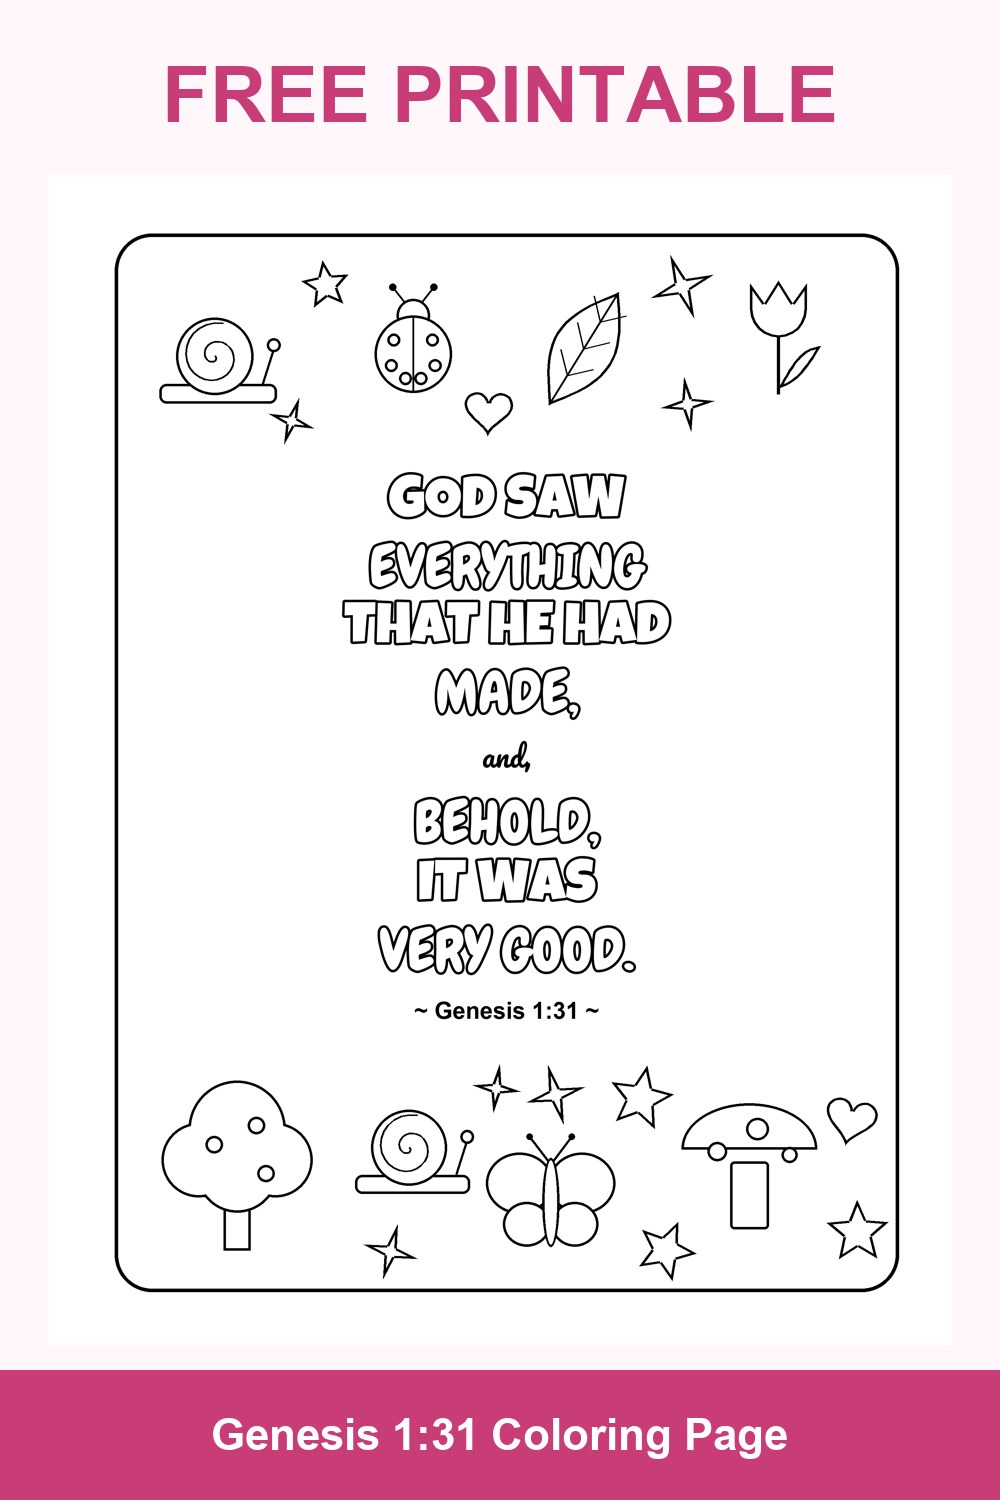 FREE PRINTABLE
GOD SAW
EVERYTHING
THAT HE HAD
MADE,
and,
BEHOLD,
IT WAS
VERY GOOD.
~ Genesis 1:31 ~
Genesis 1:31 Coloring Page